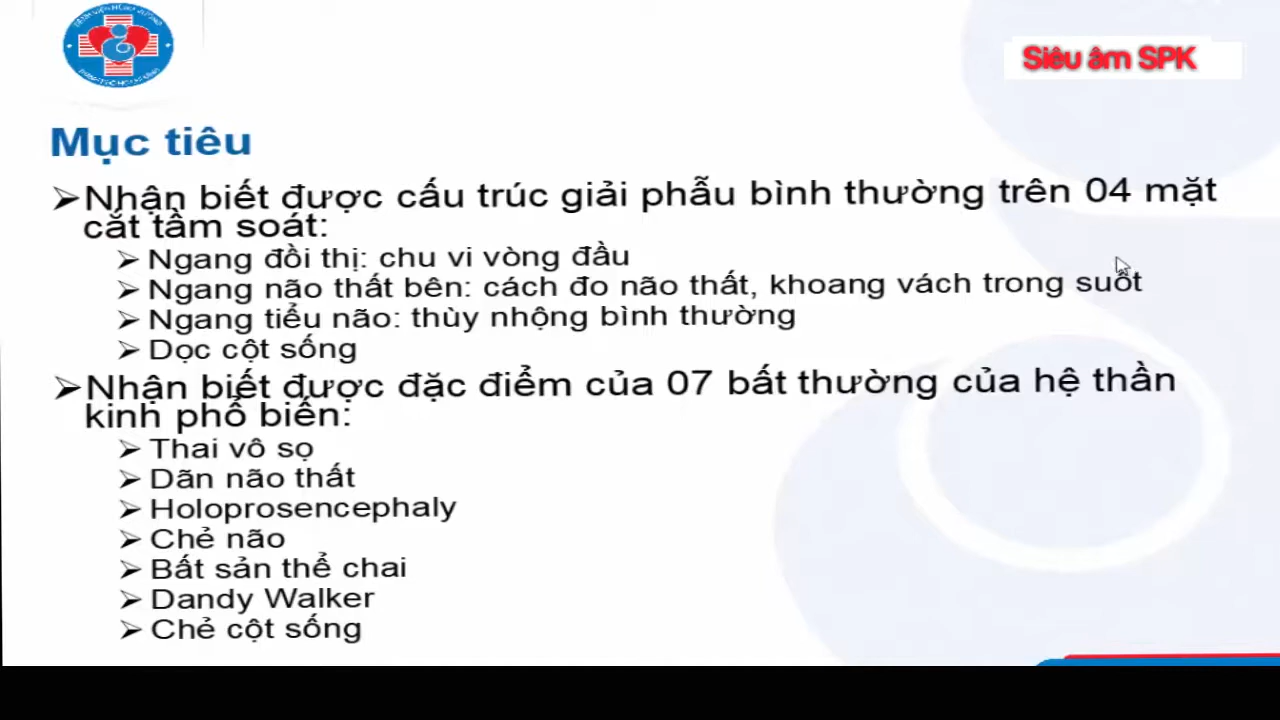 Siêu âm SPK
Mục tiêu
Nhận biết được cấu trúc giải phẫu bình thường trên 04 mặt
cắt tầm soát:
Ngang đồi thị: chu vi vòng đầu
Ngang não thất bên: cách đo não thất, khoang vách trong suốt
Ngang tiểu não: thùy nhộng bình thường
Dọc cột sống
Nhận biết được đặc điểm của 07 bất thường của hệ thần
kinh phổ biến:
Thai vô sọ
Dãn não thất
Holoprosencephaly
Chẻ não
Bất sản thể chai
Dandy Walker
Chẻ cột sống